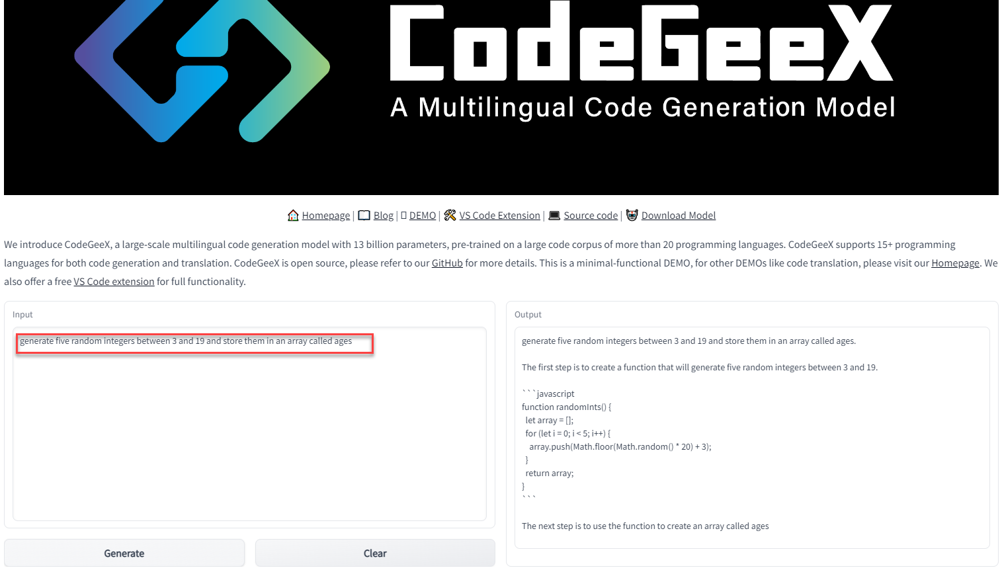 CodeGeeX
A Multilingual Code Generation Model
Homepage | Blog | DEMO | VS Code Extension | Source code | Download Model
We introduce CodeGeeX, a large-scale multilingual code generation model with 13 billion parameters, pre-trained on a large code corpus of more than 20 programming languages. CodeGeeX supports 15+ programming
languages for both code generation and translation. CodeGeeX is open source, please refer to our GitHub for more details. This is a minimal-functional DEMO, for other DEMOs like code translation, please visit our Homepage. We
also offer a free VS Code extension for full functionality.
Input
generate five random integers between 3 and 19 and store them in an array called ages
Generate
Clear
Output
generate five random integers between 3 and 19 and store them in an array called ages.
The first step is to create a function that will generate five random integers between 3 and 19.
```javascript
function randomInts() {
  let array = [];
  for (let i = 0; i < 5; i++) {
    array.push(Math.floor(Math.random() * 20) + 3);
  }
  return array;
}
```
The next step is to use the function to create an array called ages